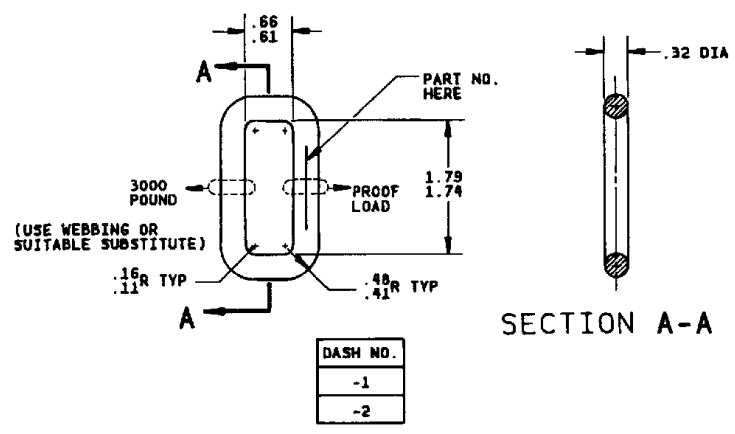 .66
.61
A
PART NO.
HERE
.32 DIA
1.79
1.74
3000
POUND
PROOF
LOAD
(USE WEBBING OR
SUITABLE SUBSTITUTE)
.16
.11 R TYP
.48
.41 R TYP
A
SECTION A-A
DASH NO.
-1
-2